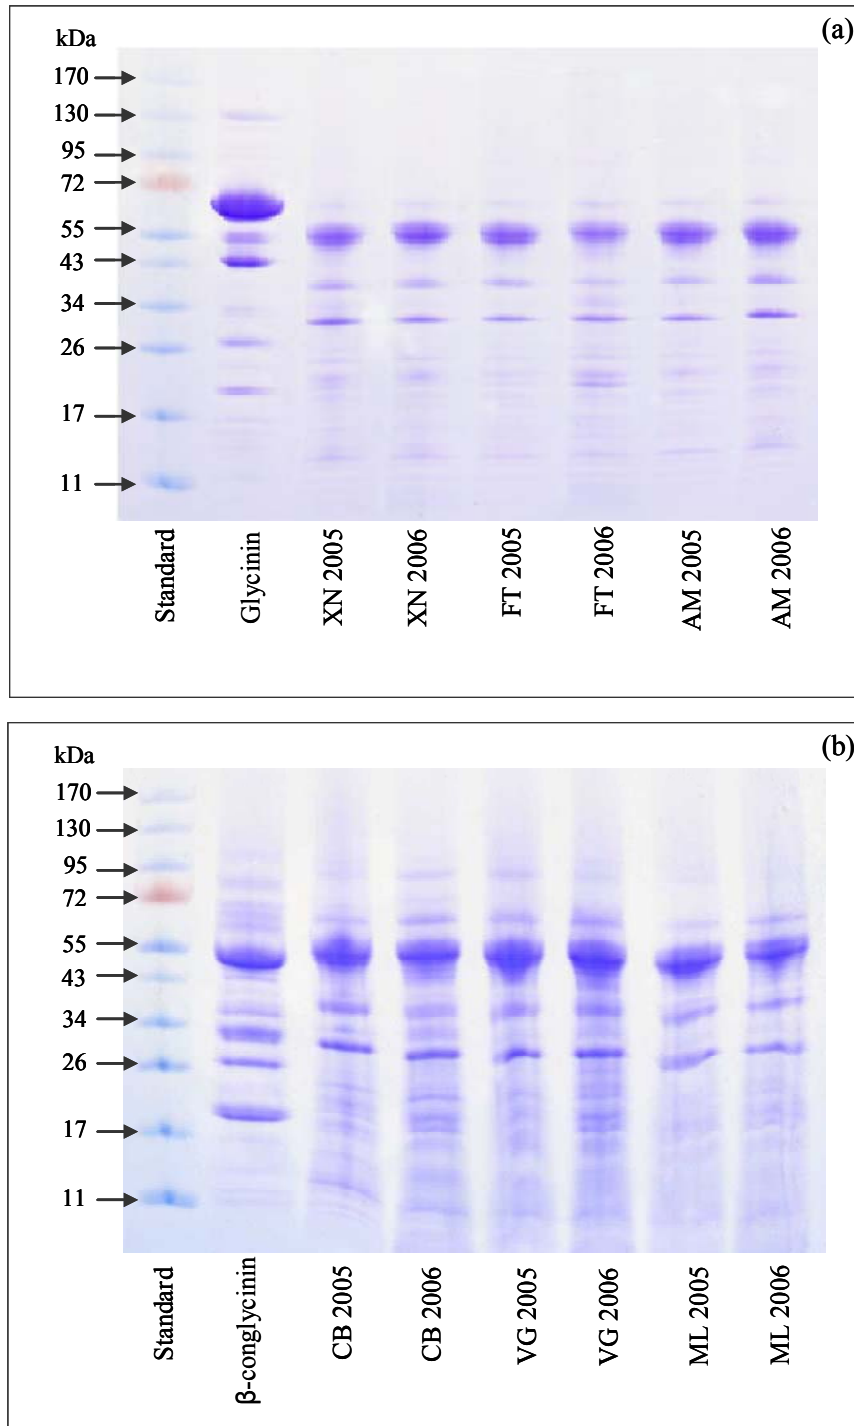 (a)
kDa
170
130
95
72
55
43
34
26
17
11
Standard
Glycinin
XN 2005
XN 2006
FT 2005
FT 2006
AM 2005
AM 2006
(b)
kDa
170
130
95
72
55
43
34
26
17
11
Standard
β-conglycinin
CB 2005
CB 2006
VG 2005
VG 2006
ML 2005
ML 2006